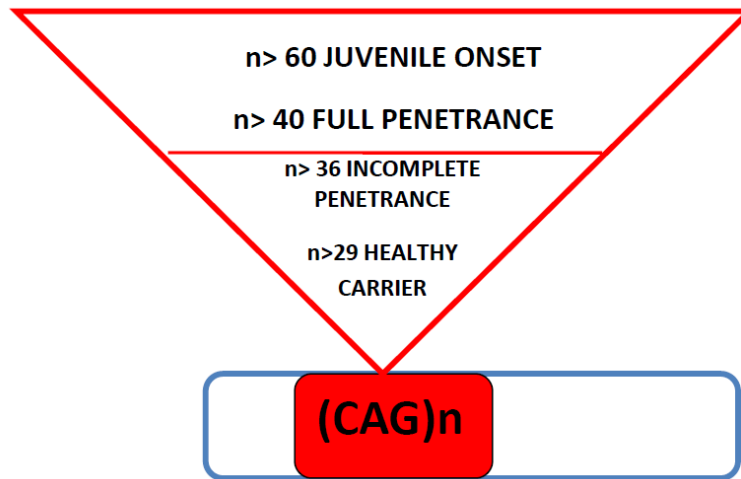 n> 60 JUVENILE ONSET
n> 40 FULL PENETRANCE
n> 36 INCOMPLETE
PENETRANCE
n>29 HEALTHY
CARRIER
(CAG)n